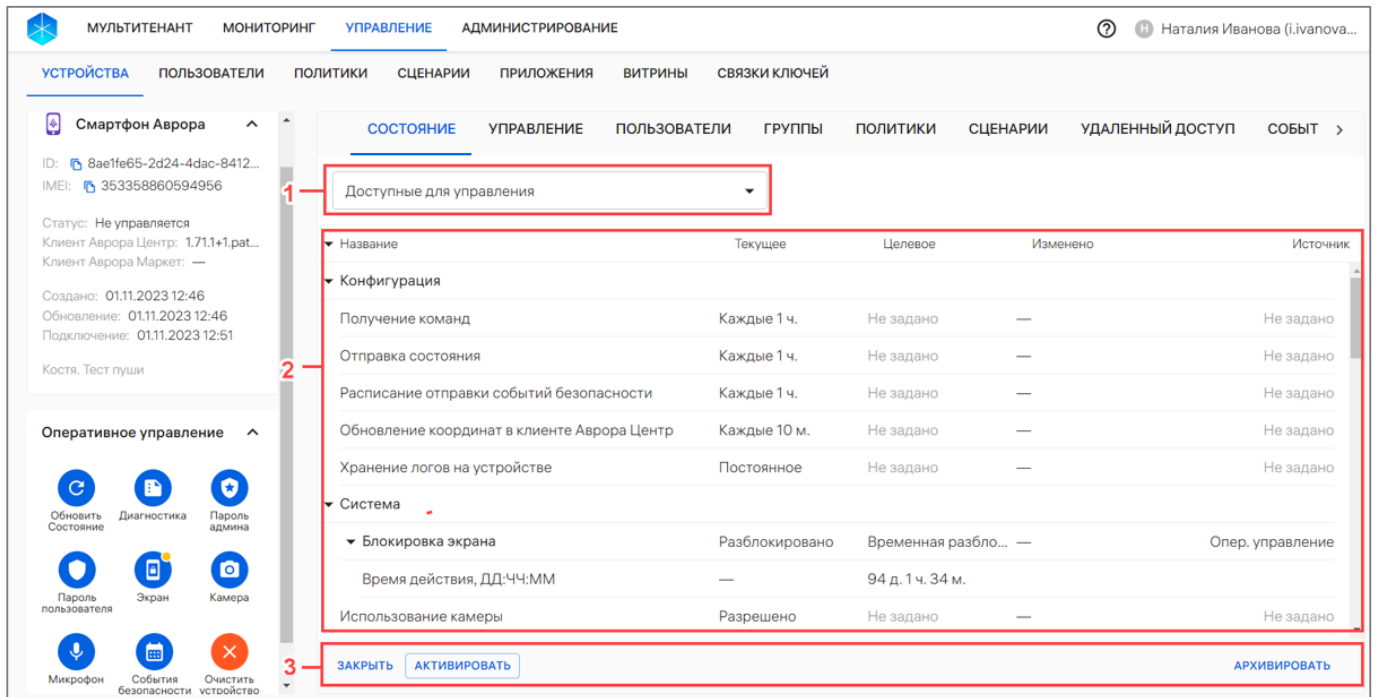 МУЛЬТИТЕНАНТ МОНИТОРИНГ УПРАВЛЕНИЕ АДМИНИСТРИРОВАНИЕ ? Н Наталия Иванова (i.ivanova...
УСТРОЙСТВА ПОЛЬЗОВАТЕЛИ ПОЛИТИКИ СЦЕНАРИИ ПРИЛОЖЕНИЯ ВИТРИНЫ СВЯЗКИ КЛЮЧЕЙ
Смартфон Аврора
ID: 8ae1fe65-2d24-4dac-8412...
IMEI: 353358860594956
Статус: Не управляется
Клиент Аврора Центр: 1.71.1+1.pat...
Клиент Аврора Маркет: —
Создано: 01.11.2023 12:46
Обновление: 01.11.2023 12:46
Подключение: 01.11.2023 12:51
Костя. Тест пуши
Оперативное управление
Обновить Состояние
Диагностика
Пароль админа
Пароль пользователя
Экран
Камера
Микрофон
События безопасности
Очистить устройство
СОСТОЯНИЕ УПРАВЛЕНИЕ ПОЛЬЗОВАТЕЛИ ГРУППЫ ПОЛИТИКИ СЦЕНАРИИ УДАЛЕННЫЙ ДОСТУП СОБЫТ
1
Доступные для управления
2
Название Текущее Целевое Изменено Источник
Конфигурация
Получение команд Каждые 1 ч. Не задано — Не задано
Отправка состояния Каждые 1 ч. Не задано — Не задано
Расписание отправки событий безопасности Каждые 1 ч. Не задано — Не задано
Обновление координат в клиенте Аврора Центр Каждые 10 м. Не задано — Не задано
Хранение логов на устройстве Постоянное Не задано — Не задано
Система
Блокировка экрана Разблокировано Временная разбло... — Опер. управление
Время действия, ДД:ЧЧ:ММ — 94 д. 1 ч. 34 м.
Использование камеры Разрешено Не задано — Не задано
3
ЗАКРЫТЬ АКТИВИРОВАТЬ АРХИВИРОВАТЬ